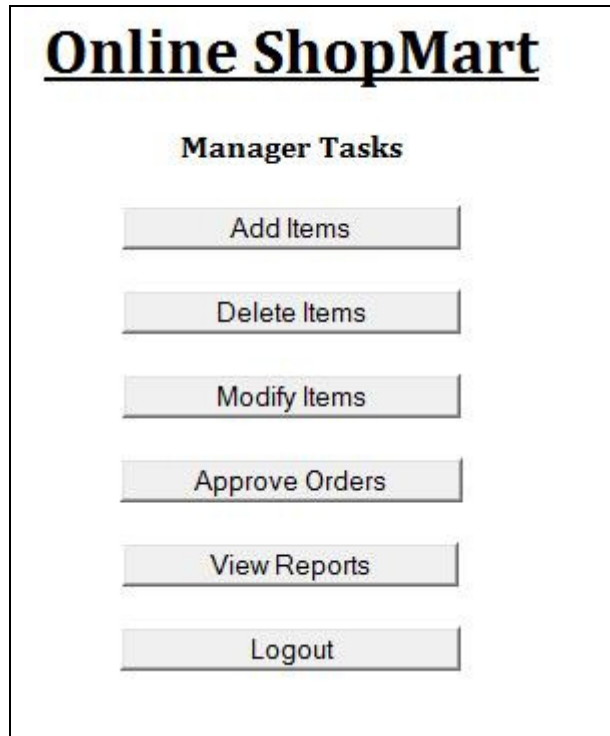 Online ShopMart
Manager Tasks
Add Items
Delete Items
Modify Items
Approve Orders
View Reports
Logout